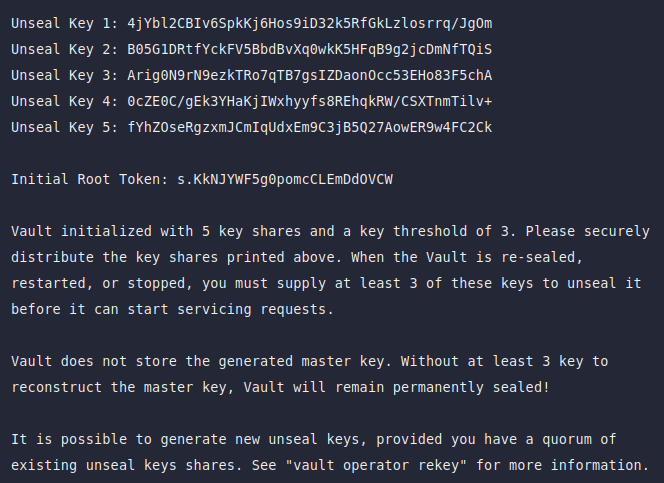 Unseal Key 1: 4jYbl2CBIv6SpkKj6Hos9iD32k5RfGkLzlosrrq/JgOm
Unseal Key 2: B05G1DRtfYckFV5BbdBvXq0wkK5HFqB9g2jcDmNfTQiS
Unseal Key 3: Arig0N9rN9ezkTRo7qTB7gsIZDaonOcc53EHo83F5chA
Unseal Key 4: 0cZE0C/gEk3YHaKjIWxhyyfs8REhqkRW/CSXTnmTilv+
Unseal Key 5: fYhZOseRgzxmJCmIqUdxEm9C3jB5Q27AowER9w4FC2Ck
Initial Root Token: s.KkNJYWF5g0pomcCLEmDdOVCW
Vault initialized with 5 key shares and a key threshold of 3. Please securely
distribute the key shares printed above. When the Vault is re-sealed,
restarted, or stopped, you must supply at least 3 of these keys to unseal it
before it can start servicing requests.
Vault does not store the generated master key. Without at least 3 key to
reconstruct the master key, Vault will remain permanently sealed!
It is possible to generate new unseal keys, provided you have a quorum of
existing unseal keys shares. See "vault operator rekey" for more information.